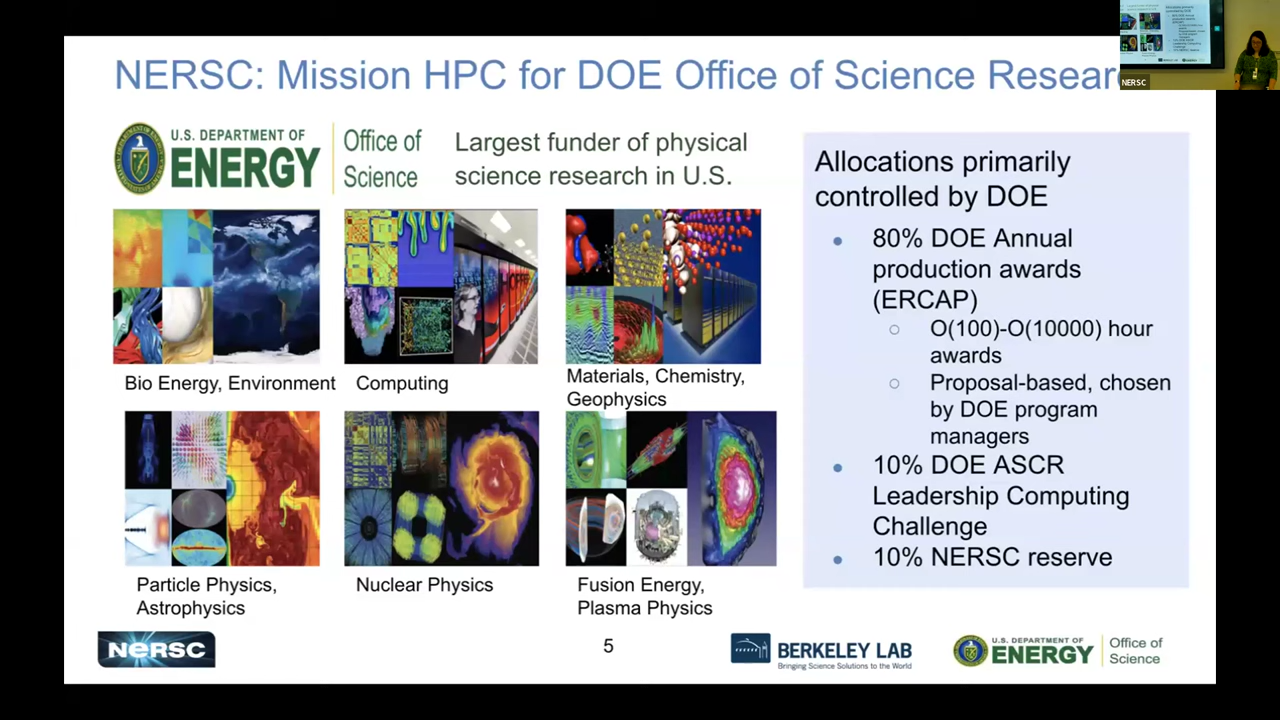 NERSC: Mission HPC for DOE Office of Science Resear
NERSC
U.S. DEPARTMENT OF
ENERGY
Office of
Science
Largest funder of physical
science research in U.S.
Allocations primarily
controlled by DOE
• 80% DOE Annual
production awards
(ERCAP)
○ O(100)-O(10000) hour
awards
○ Proposal-based, chosen
by DOE program
managers
• 10% DOE ASCR
Leadership Computing
Challenge
• 10% NERSC reserve
Bio Energy, Environment
Computing
Materials, Chemistry,
Geophysics
Particle Physics,
Astrophysics
Nuclear Physics
Fusion Energy,
Plasma Physics
NERSC
5
BERKELEY LAB
Bringing Science Solutions to the World
U.S. DEPARTMENT OF
ENERGY
Office of
Science